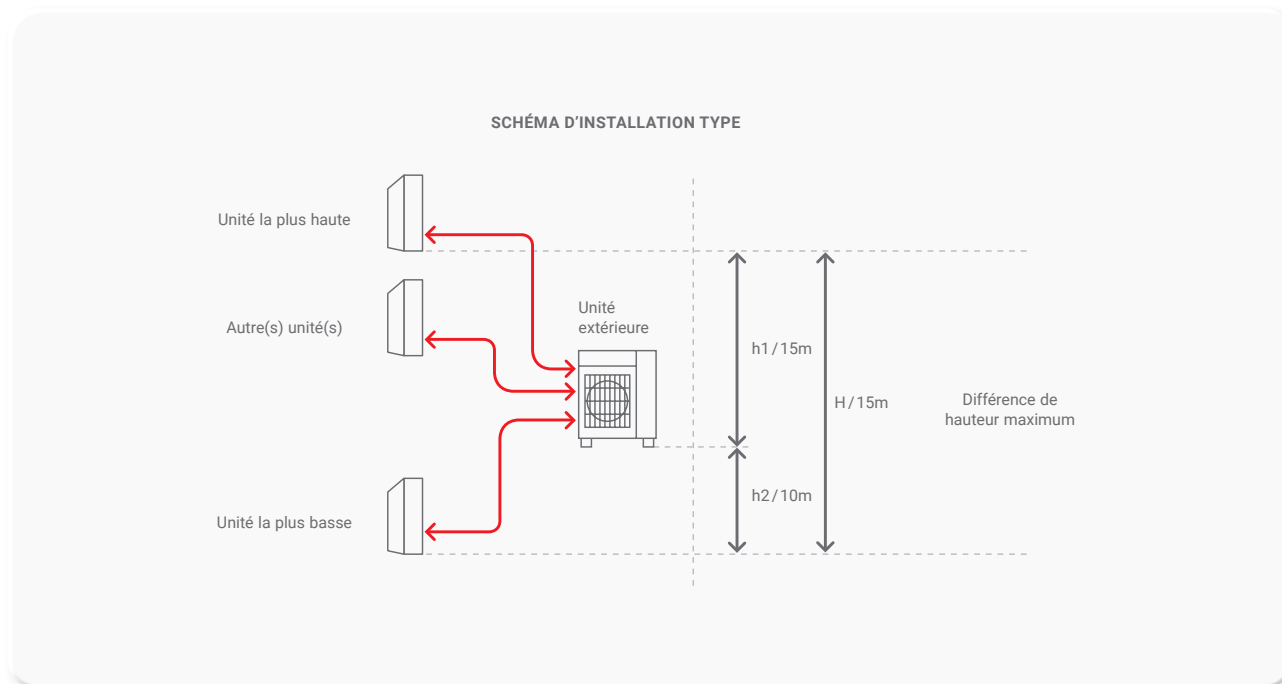 SCHÉMA D'INSTALLATION TYPE
Unité la plus haute
Autre(s) unité(s)
Unité
extérieure
h1/15m
H/15m
Différence de
hauteur maximum
h2/10m
Unité la plus basse